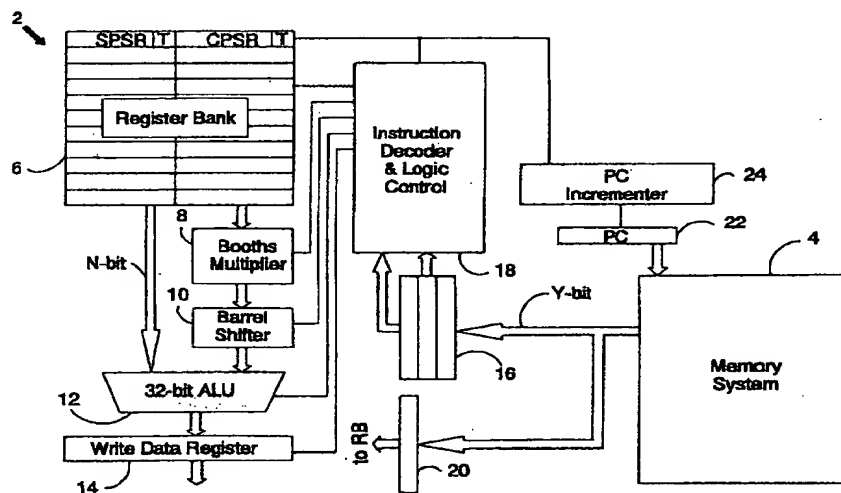 2
SPSR T CPSR T
Register Bank
6
8
Booths
Multiplier
N-bit
10
Barrel
Shifter
32-bit ALU
12
Write Data Register
14
Instruction
Decoder
& Logic
Control
18
16
to RB
20
Y-bit
PC
Incrementer
24
PC
22
4
Memory
System